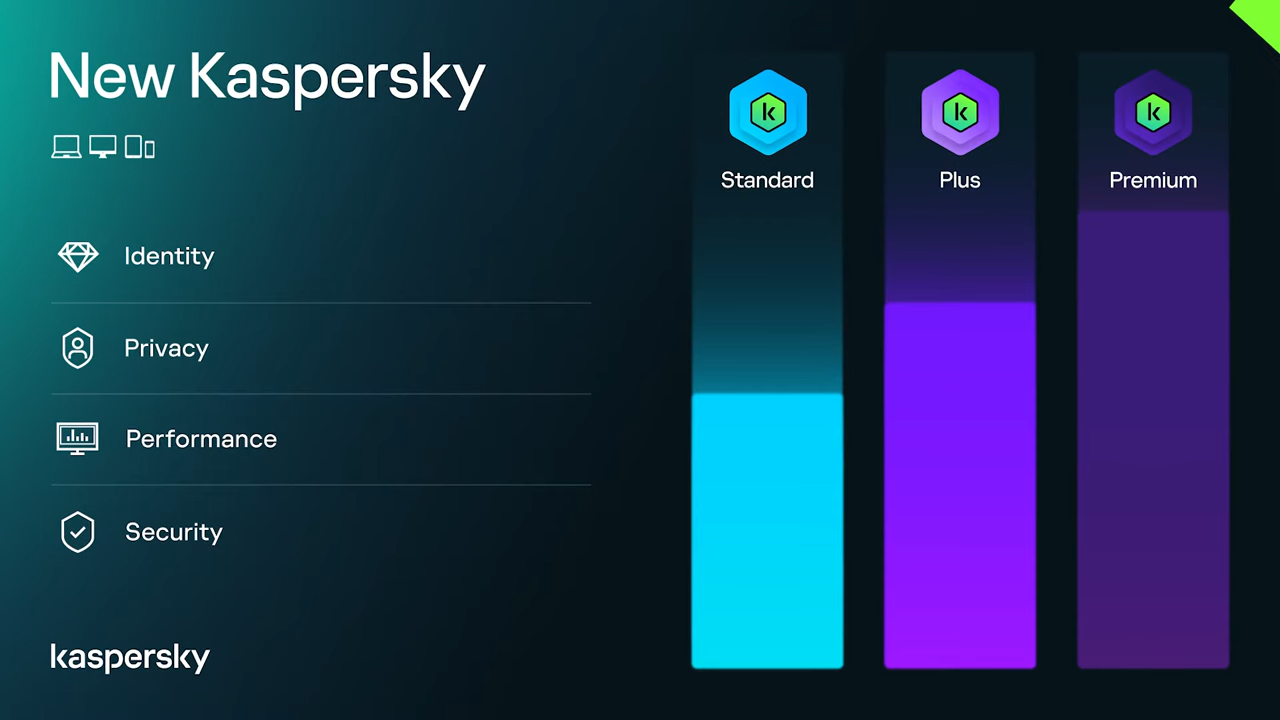 New Kaspersky
Identity
Privacy
Performance
Security
kaspersky
k
Standard
k
Plus
k
Premium